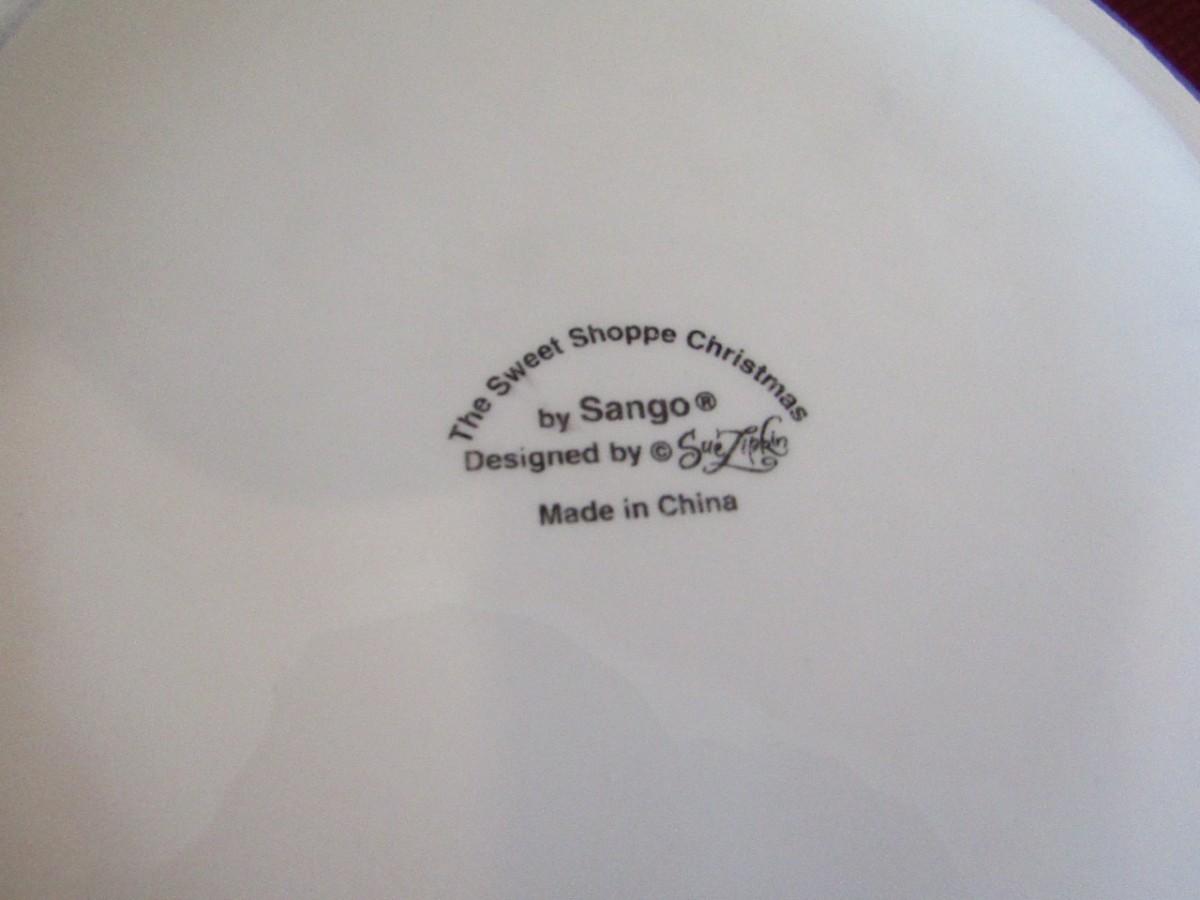 The Sweet Shoppe Christmas
by Sango®
Designed by © Sue Zipkin
Made in China